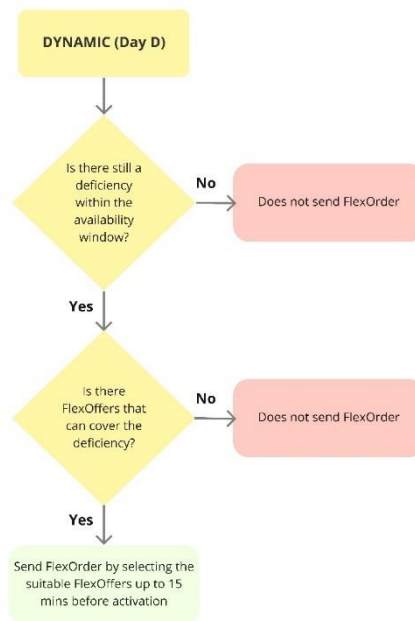 DYNAMIC (Day D)
Is there still a
deficiency
within the
availability
window?
No
Does not send FlexOrder
Yes
Is there
FlexOffers that
can cover the
deficiency?
No
Does not send FlexOrder
Yes
Send FlexOrder by selecting the
suitable FlexOffers up to 15
mins before activation